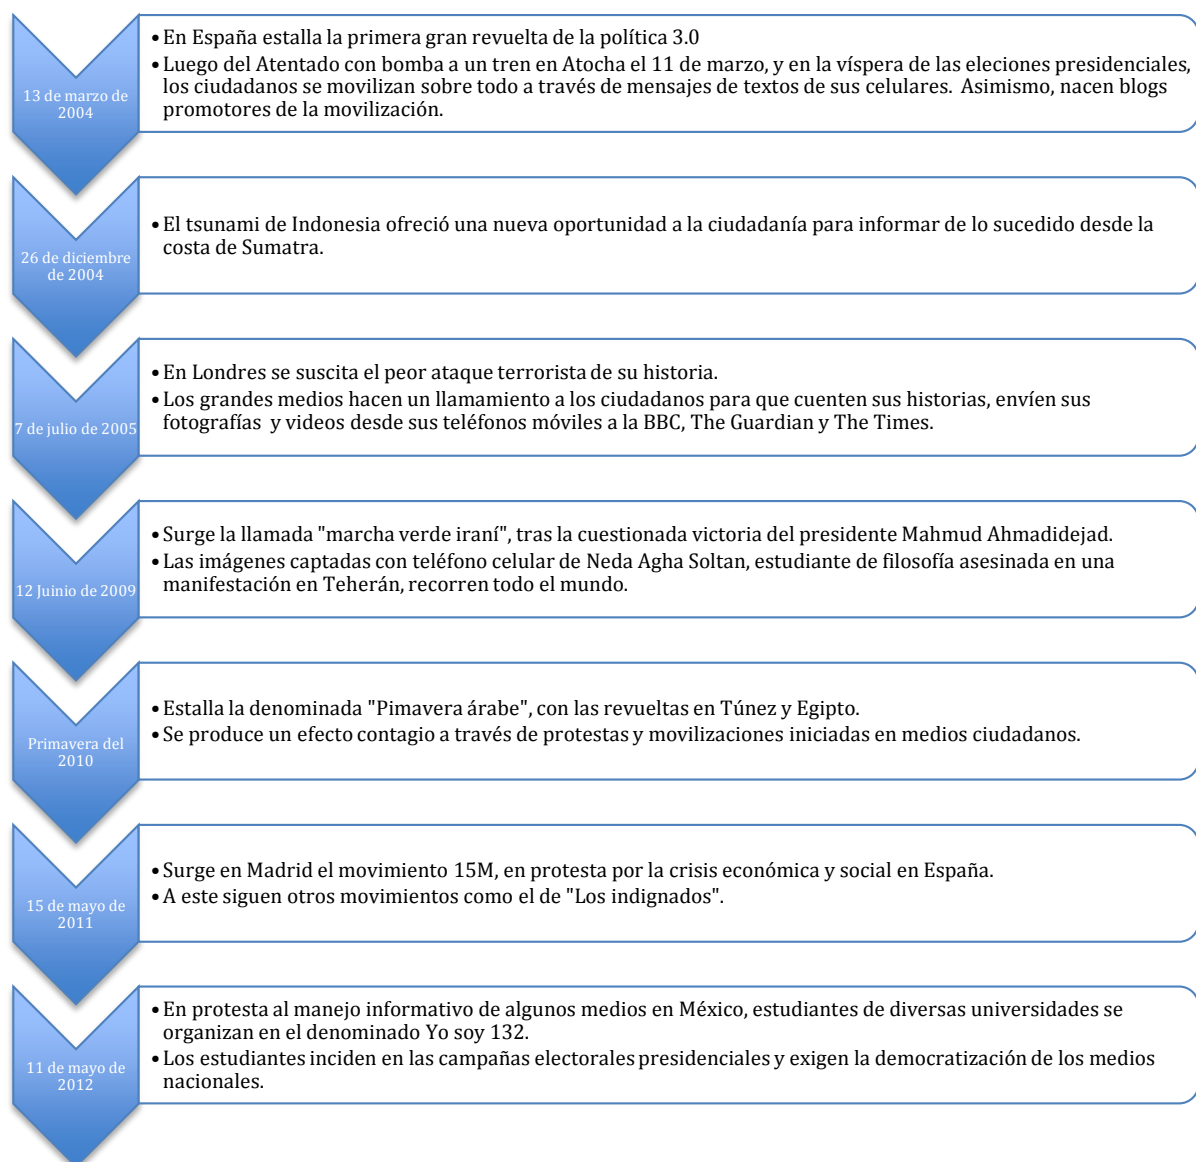 13 de marzo de
2004
• En España estalla la primera gran revuelta de la política 3.0
• Luego del Atentado con bomba a un tren en Atocha el 11 de marzo, y en la víspera de las eleciones presidenciales,
los ciudadanos se movilizan sobre todo a través de mensajes de textos de sus celulares. Asimismo, nacen blogs
promotores de la movilización.
26 de diciembre
de 2004
• El tsunami de Indonesia ofreció una nueva oportunidad a la ciudadanía para informar de lo sucedido desde la
costa de Sumatra.
7 de julio de 2005
• En Londres se suscita el peor ataque terrorista de su historia.
• Los grandes medios hacen un llamamiento a los ciudadanos para que cuenten sus historias, envíen sus
fotografías y videos desde sus teléfonos móviles a la BBC, The Guardian y The Times.
12 Juinio de 2009
• Surge la llamada "marcha verde iraní", tras la cuestionada victoria del presidente Mahmud Ahmadidejad.
• Las imágenes captadas con teléfono celular de Neda Agha Soltan, estudiante de filosofía asesinada en una
manifestación en Teherán, recorren todo el mundo.
Primavera del
2010
• Estalla la denominada "Pimavera árabe", con las revueltas en Túnez y Egipto.
• Se produce un efecto contagio a través de protestas y movilizaciones iniciadas en medios ciudadanos.
15 de mayo de
2011
• Surge en Madrid el movimiento 15M, en protesta por la crisis económica y social en España.
• A este siguen otros movimientos como el de "Los indignados".
11 de mayo de
2012
• En protesta al manejo informativo de algunos medios en México, estudiantes de diversas universidades se
organizan en el denominado Yo soy 132.
• Los estudiantes inciden en las campañas electorales presidenciales y exigen la democratización de los medios
nacionales.